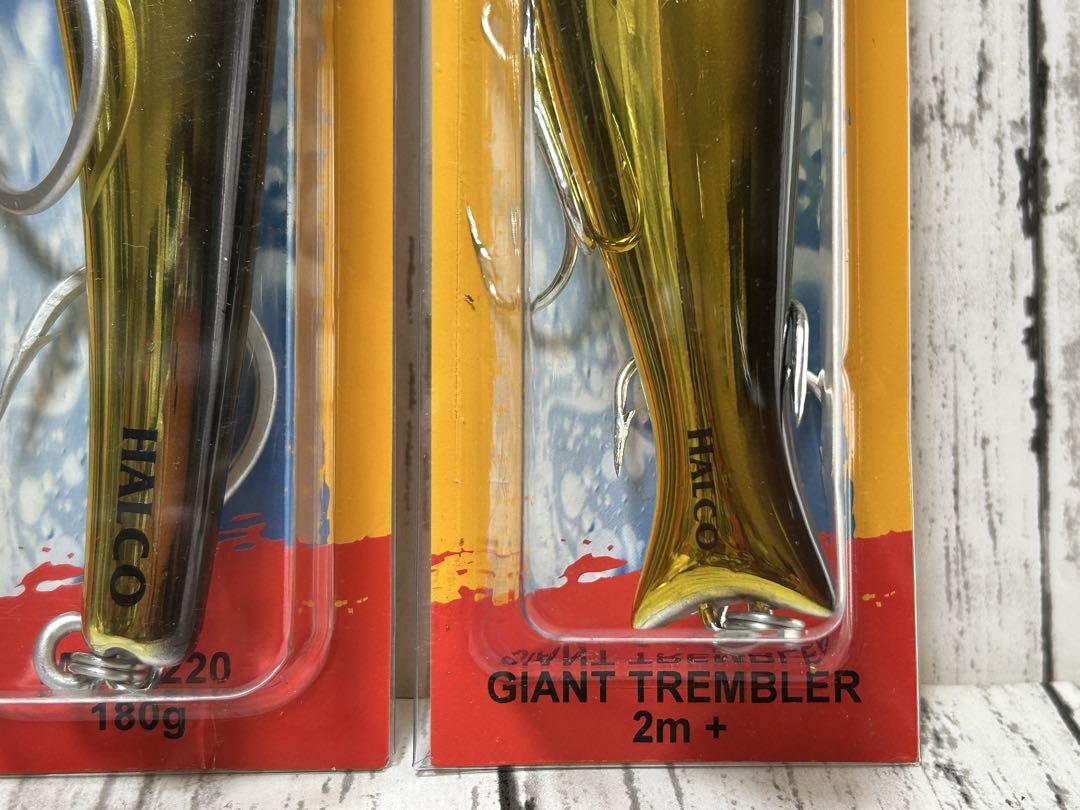 HALCO
220
180g
HALCO
GIANT TREMBLER
2m +